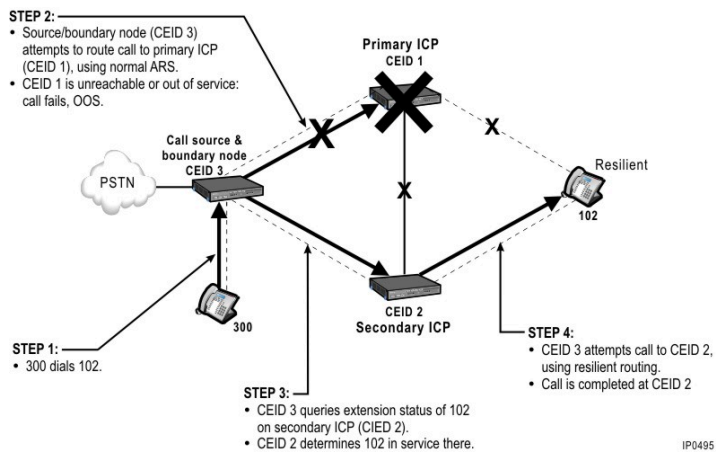 STEP 2:
• Source/boundary node (CEID 3)
attempts to route call to primary ICP
(CEID 1), using normal ARS.
• CEID 1 is unreachable or out of service:
call fails, OOS.
Primary ICP
CEID 1
Call source &
boundary node
CEID 3
PSTN
X
X
X
X
Resilient
102
300
CEID 2
Secondary ICP
STEP 1:
• 300 dials 102.
STEP 3:
• CEID 3 queries extension status of 102
on secondary ICP (CIED 2).
• CEID 2 determines 102 in service there.
STEP 4:
• CEID 3 attempts call to CEID 2,
using resilient routing.
• Call is completed at CEID 2
IP0495